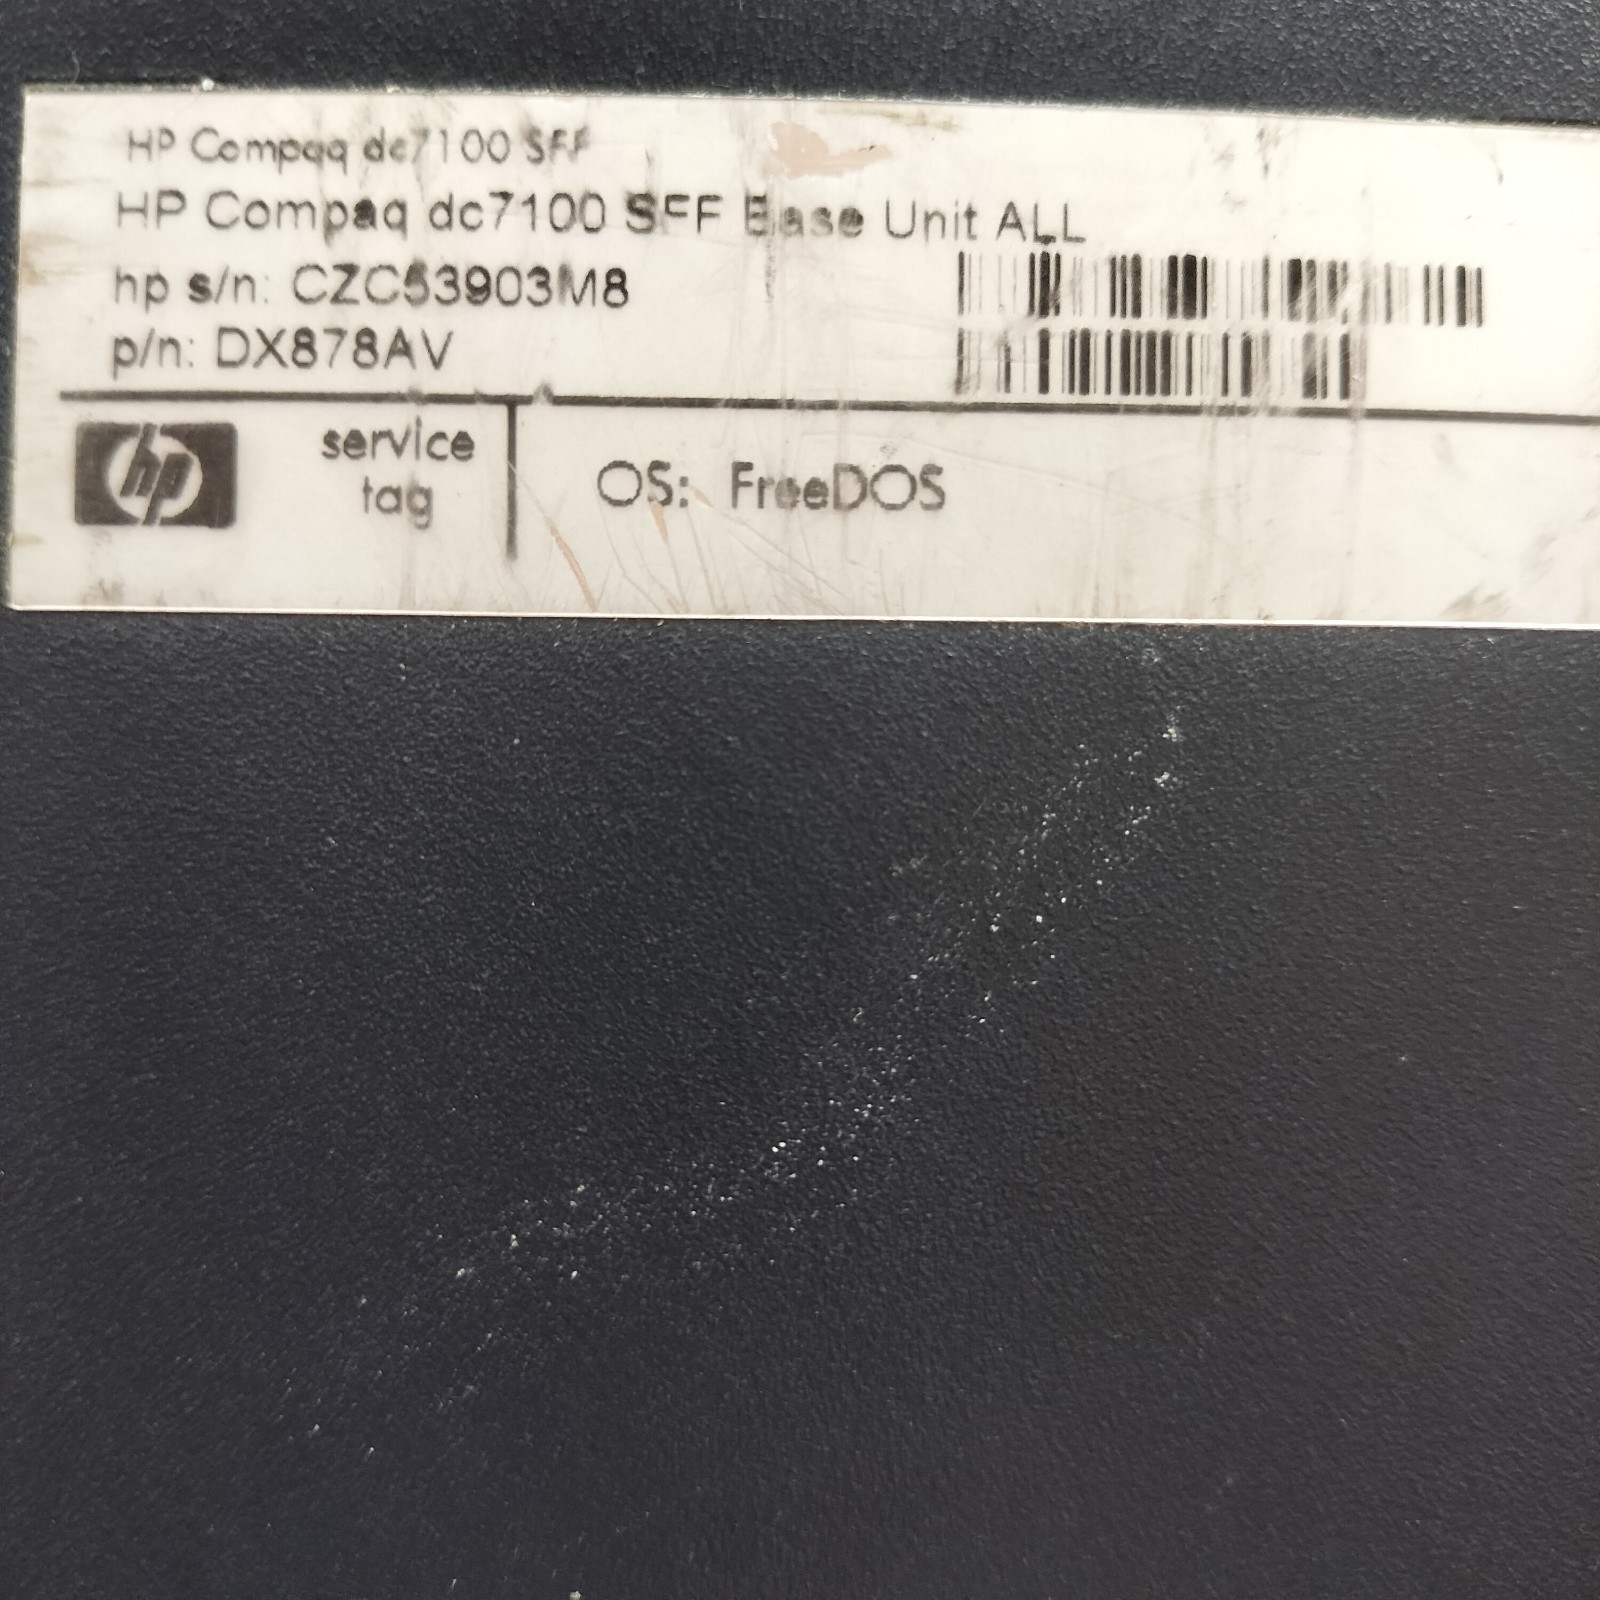 HP Compaq dc7100 SFF
HP Compaq dc7100 SFF Base Unit ALL
hp s/n: CZC53903M8
p/n: DX878AV
hp
service
tag
OS: FreeDOS